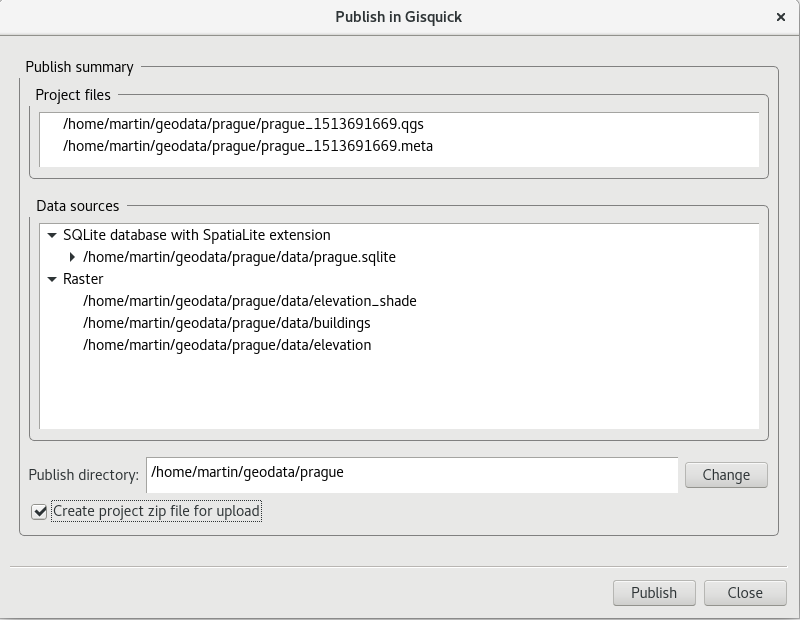 Publish in Gisquick
Publish summary
Project files
/home/martin/geodata/prague/prague_1513691669.qgs
/home/martin/geodata/prague/prague_1513691669.meta
Data sources
SQLite database with SpatiaLite extension
/home/martin/geodata/prague/data/prague.sqlite
Raster
/home/martin/geodata/prague/data/elevation_shade
/home/martin/geodata/prague/data/buildings
/home/martin/geodata/prague/data/elevation
Publish directory: /home/martin/geodata/prague Change
Create project zip file for upload
Publish Close